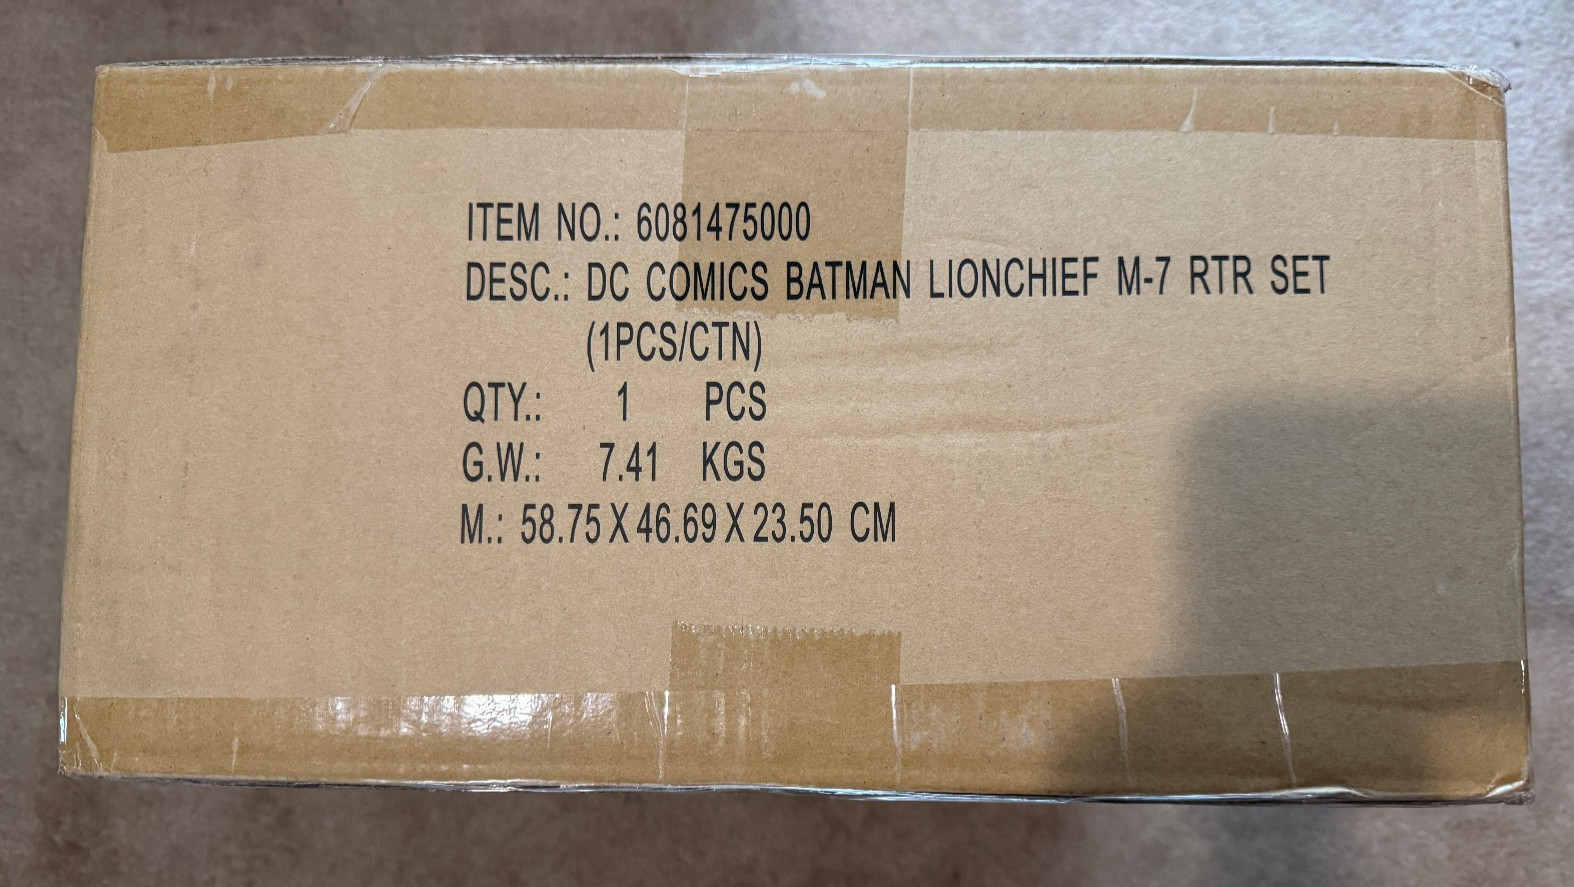 ITEM NO.: 6081475000
DESC.: DC COMICS BATMAN LIONCHIEF M-7 RTR SET
(1PCS/CTN)
QTY.: 1 PCS
G.W.: 7.41 KGS
M.: 58.75 X 46.69 X 23.50 CM